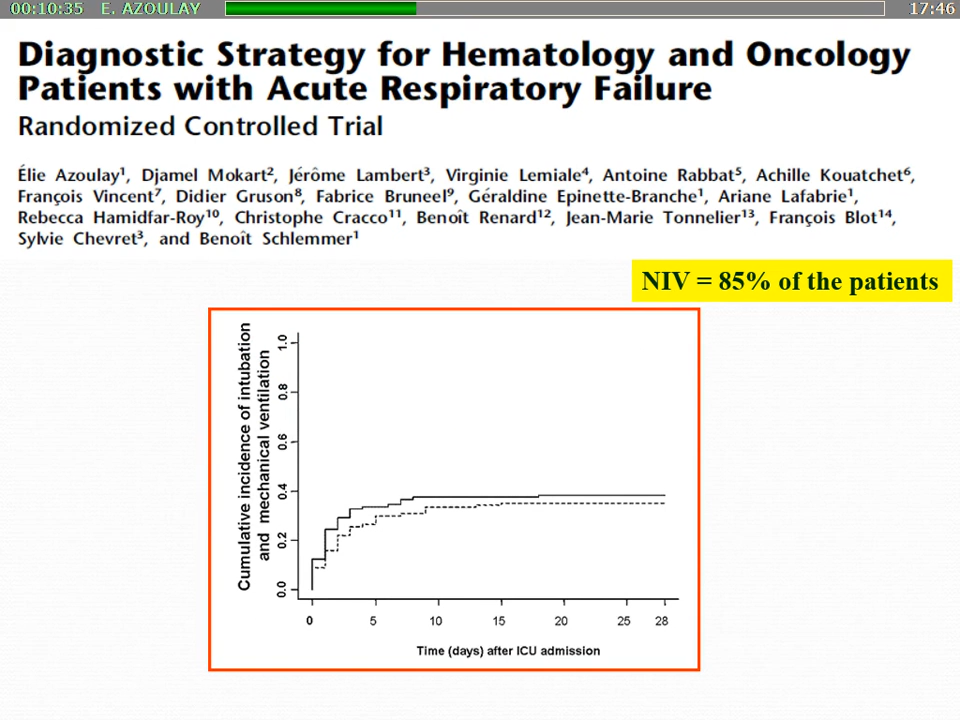 00:10:35 E. AZOULAY 17:46
Diagnostic Strategy for Hematology and Oncology
Patients with Acute Respiratory Failure
Randomized Controlled Trial
Élie Azoulay1, Djamel Mokart2, Jérôme Lambert3, Virginie Lemiale4, Antoine Rabbat5, Achille Kouatchet6,
François Vincent7, Didier Gruson8, Fabrice Bruneel9, Géraldine Epinette-Branche1, Ariane Lafabrie1,
Rebecca Hamidfar-Roy10, Christophe Cracco11, Benoît Renard12, Jean-Marie Tonnelier13, François Blot14,
Sylvie Chevret3, and Benoît Schlemmer1
NIV = 85% of the patients
Cumulative incidence of intubation
and mechanical ventilation
1.0
0.8
0.6
0.4
0.2
0.0
0 5 10 15 20 25 28
Time (days) after ICU admission